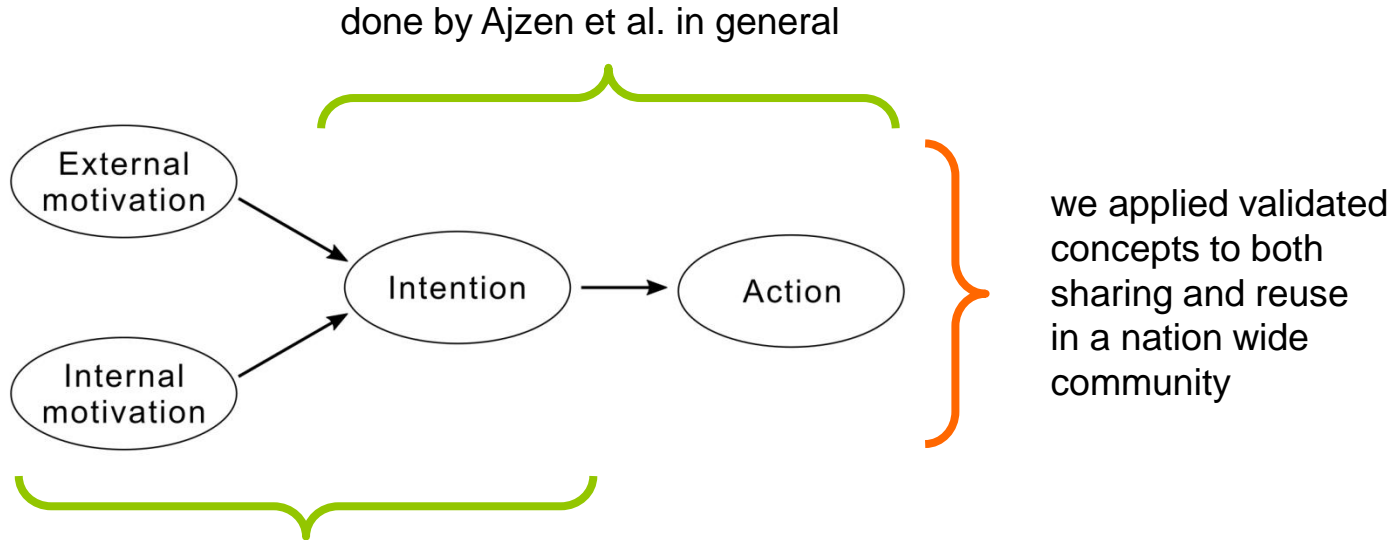 done by Ajzen et al. in general
External
motivation
Intention
Action
Internal
motivation
we applied validated
concepts to both
sharing and reuse
in a nation wide
community